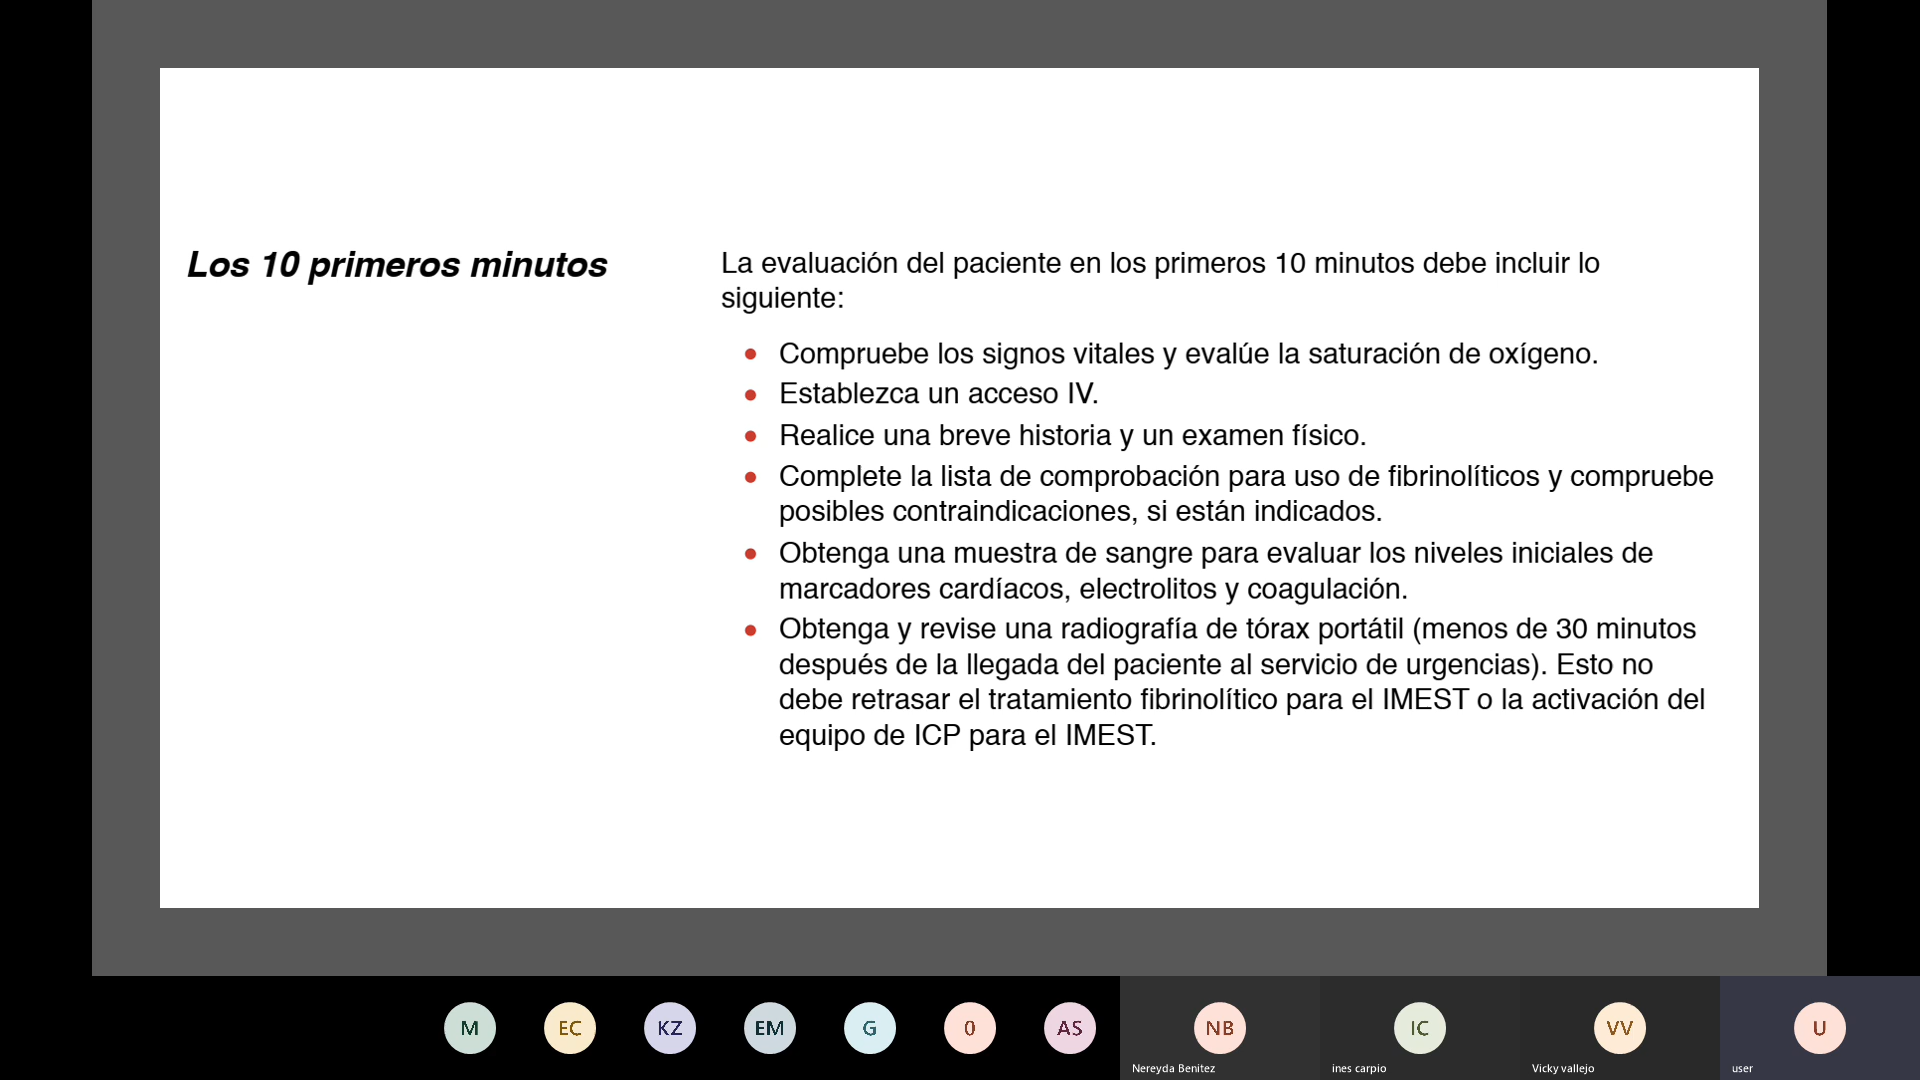 Los 10 primeros minutos
La evaluación del paciente en los primeros 10 minutos debe incluir lo
siguiente:
• Compruebe los signos vitales y evalúe la saturación de oxígeno.
• Establezca un acceso IV.
• Realice una breve historia y un examen físico.
• Complete la lista de comprobación para uso de fibrinolíticos y compruebe
posibles contraindicaciones, si están indicados.
• Obtenga una muestra de sangre para evaluar los niveles iniciales de
marcadores cardíacos, electrolitos y coagulación.
• Obtenga y revise una radiografía de tórax portátil (menos de 30 minutos
después de la llegada del paciente al servicio de urgencias). Esto no
debe retrasar el tratamiento fibrinolítico para el IMEST o la activación del
equipo de ICP para el IMEST.
M EC KZ EM G 0 AS NB IC VV U
Nereyda Benitez ines carpio Vicky vallejo user